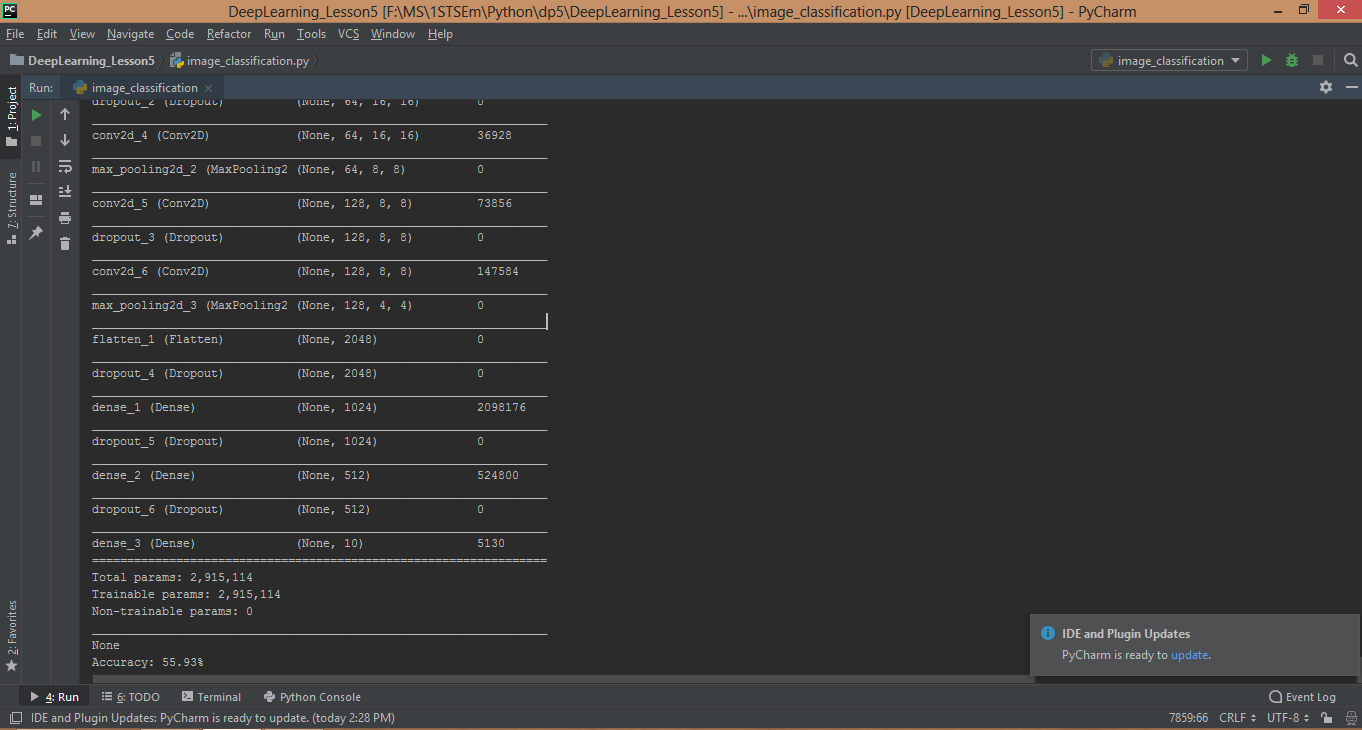 PC DeepLearning_Lesson5 [F:\MS\1STSEm\Python\dp5\DeepLearning_Lesson5] - ...\image_classification.py [DeepLearning_Lesson5] - PyCharm
File Edit View Navigate Code Refactor Run Tools VCS Window Help
DeepLearning_Lesson5 image_classification.py image_classification
Run: image_classification
1: Project
7: Structure
2: Favorites
dropout_2 (Dropout) (None, 64, 16, 16) 0
conv2d_4 (Conv2D) (None, 64, 16, 16) 36928
max_pooling2d_2 (MaxPooling2 (None, 64, 8, 8) 0
conv2d_5 (Conv2D) (None, 128, 8, 8) 73856
dropout_3 (Dropout) (None, 128, 8, 8) 0
conv2d_6 (Conv2D) (None, 128, 8, 8) 147584
max_pooling2d_3 (MaxPooling2 (None, 128, 4, 4) 0
flatten_1 (Flatten) (None, 2048) 0
dropout_4 (Dropout) (None, 2048) 0
dense_1 (Dense) (None, 1024) 2098176
dropout_5 (Dropout) (None, 1024) 0
dense_2 (Dense) (None, 512) 524800
dropout_6 (Dropout) (None, 512) 0
dense_3 (Dense) (None, 10) 5130
=================================================================
Total params: 2,915,114
Trainable params: 2,915,114
Non-trainable params: 0
None
Accuracy: 55.93%
IDE and Plugin Updates
PyCharm is ready to update.
4: Run 6: TODO Terminal Python Console Event Log
IDE and Plugin Updates: PyCharm is ready to update. (today 2:28 PM) 7859:66 CRLF UTF-8